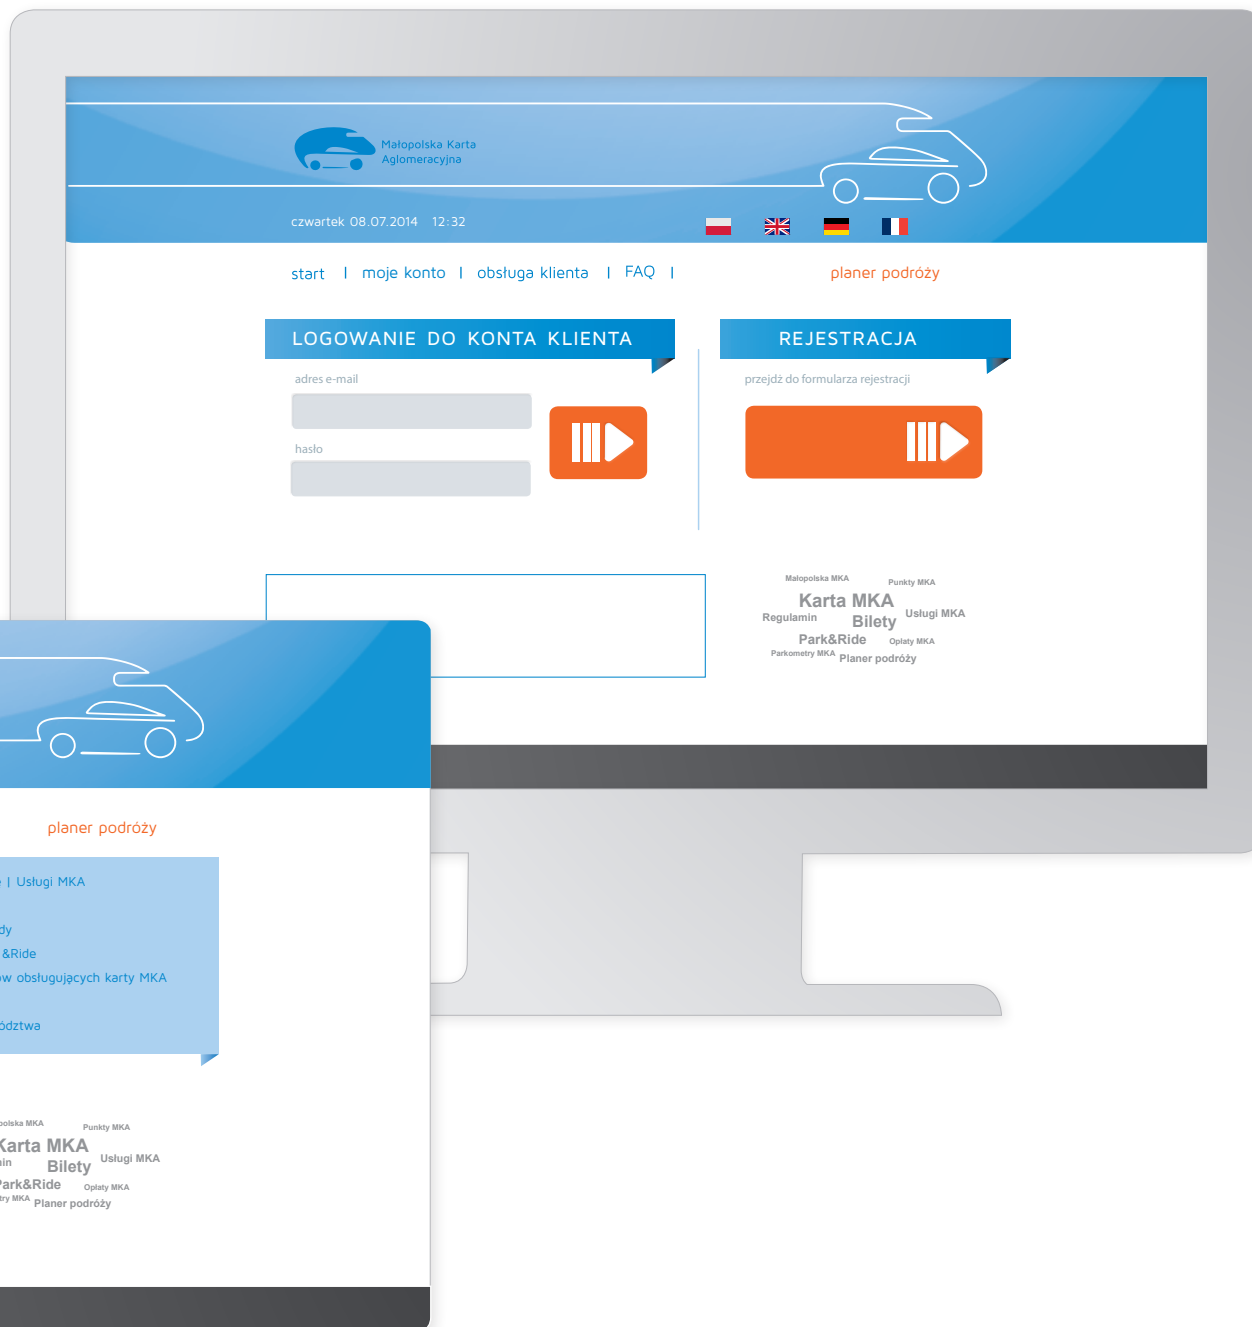 Małopolska Karta
Aglomeracyjna
czwartek 08.07.2014 12:32
start | moje konto | obsługa klienta | FAQ |
planer podróży
LOGOWANIE DO KONTA KLIENTA
adres e-mail
hasło
REJESTRACJA
przejdź do formularza rejestracji
Małopolska MKA
Punkty MKA
Karta MKA
Regulamin
Bilety
Usługi MKA
Park&Ride
Opłaty MKA
Parkometry MKA
Planer podróży
planer podróży
| Usługi MKA
&Ride
obsługujących karty MKA
MKA
Punkty MKA
Karta MKA
Bilety
Usługi MKA
Park&Ride
Opłaty MKA
MKA
Planer podróży